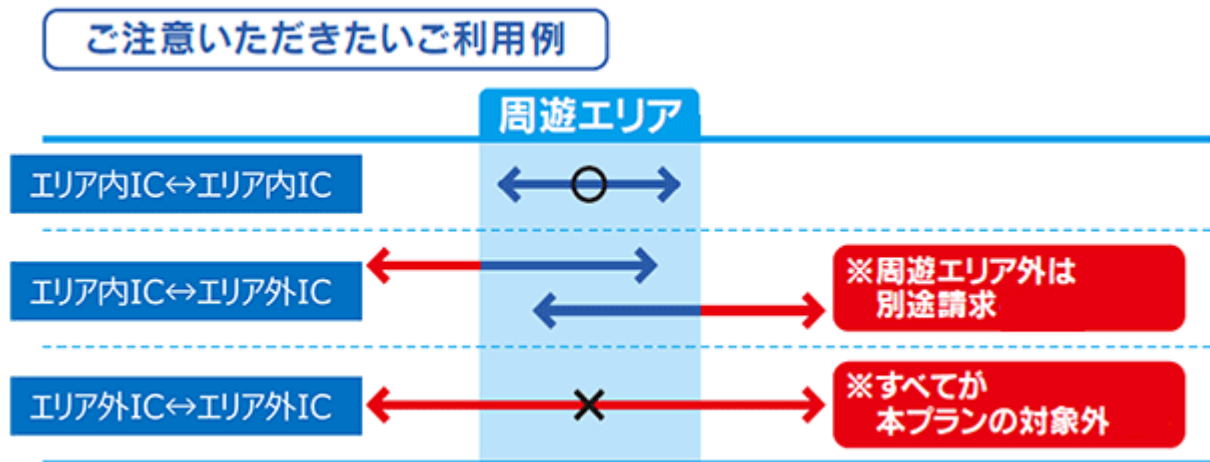 ご注意いただきたいご利用例
周遊エリア
エリア内IC↔エリア内IC
エリア内IC↔エリア外IC
※周遊エリア外は
別途請求
エリア外IC↔エリア外IC
※すべてが
本プランの対象外